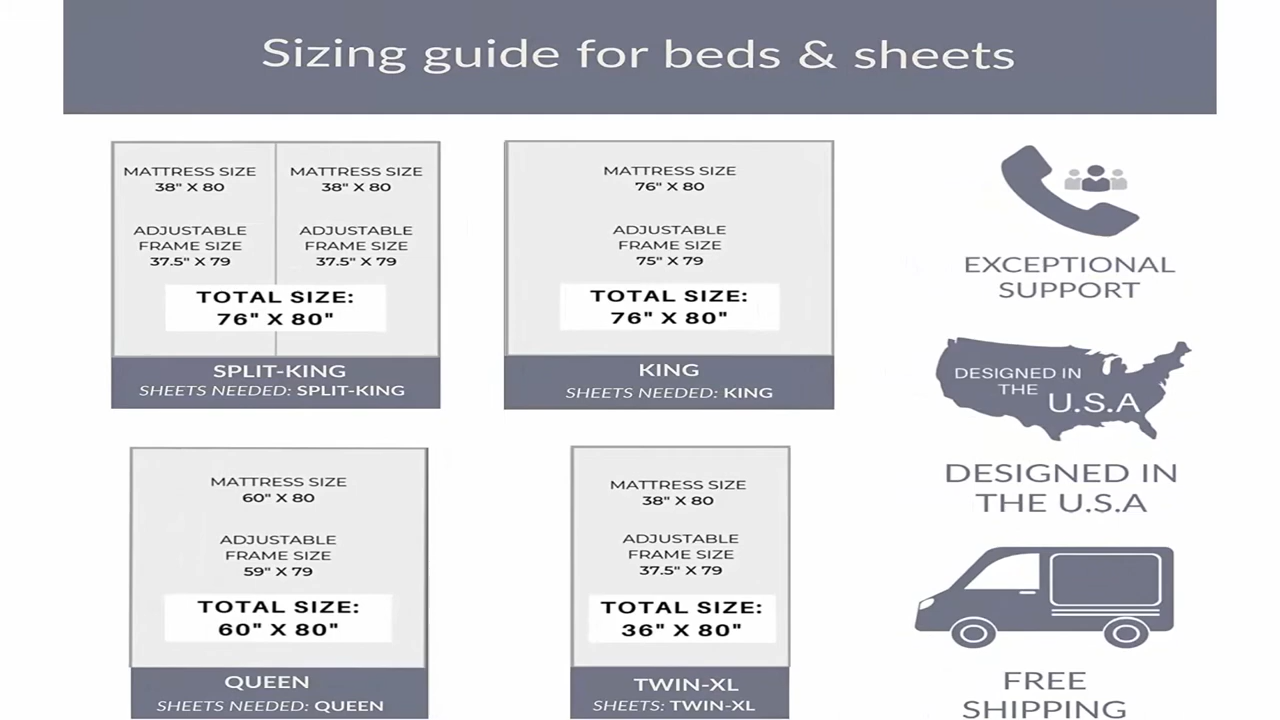 Sizing guide for beds & sheets
MATTRESS SIZE
38" X 80
ADJUSTABLE
FRAME SIZE
37.5" X 79
MATTRESS SIZE
38" X 80
ADJUSTABLE
FRAME SIZE
37.5" X 79
TOTAL SIZE:
76" X 80"
SPLIT-KING
SHEETS NEEDED: SPLIT-KING
MATTRESS SIZE
76" X 80
ADJUSTABLE
FRAME SIZE
75" X 79
TOTAL SIZE:
76" X 80"
KING
SHEETS NEEDED: KING
MATTRESS SIZE
60" X 80
ADJUSTABLE
FRAME SIZE
59" X 79
TOTAL SIZE:
60" X 80"
QUEEN
SHEETS NEEDED: QUEEN
MATTRESS SIZE
38" X 80
ADJUSTABLE
FRAME SIZE
37.5" X 79
TOTAL SIZE:
36" X 80"
TWIN-XL
SHEETS: TWIN-XL
EXCEPTIONAL
SUPPORT
DESIGNED IN
THE U.S.A
DESIGNED IN
THE U.S.A
FREE
SHIPPING